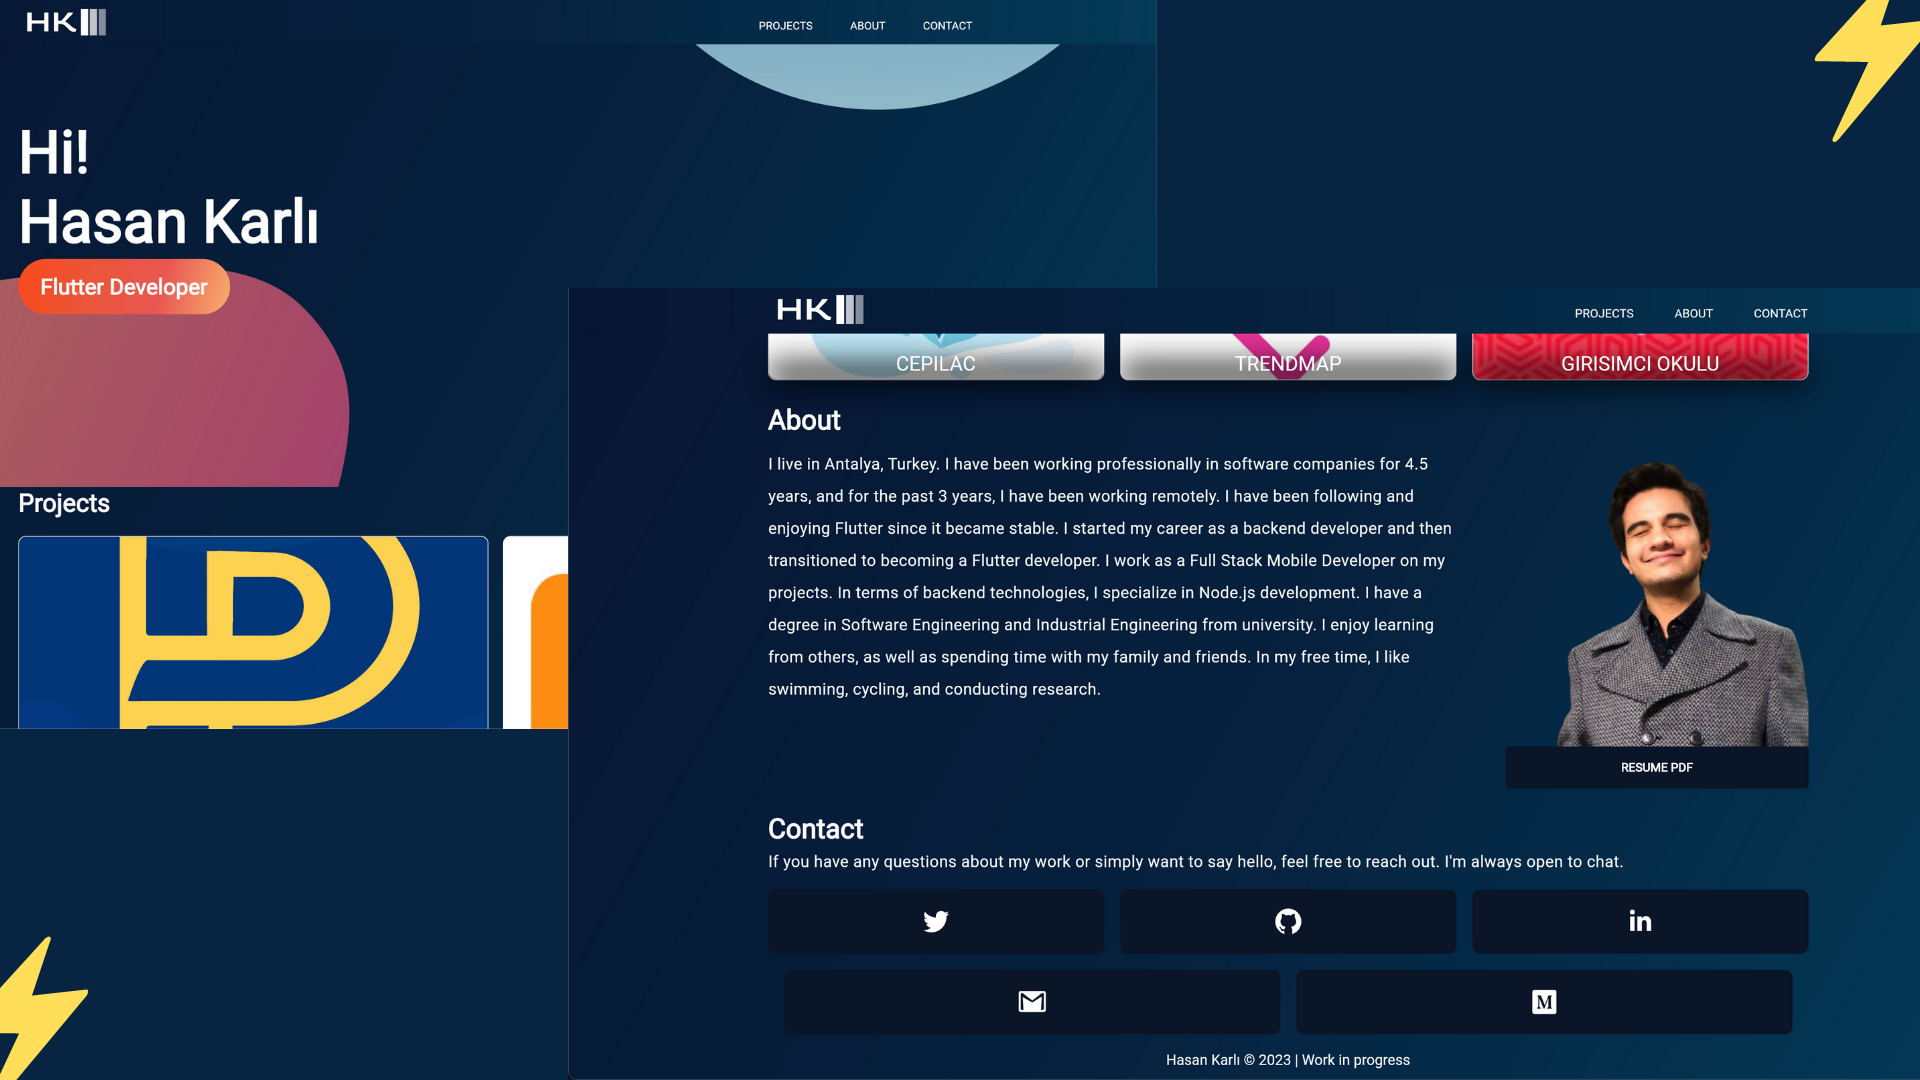 HK
PROJECTS
ABOUT
CONTACT
Hi!
Hasan Karlı
Flutter Developer
Projects
HK
PROJECTS
ABOUT
CONTACT
CEPILAC
TRENDMAP
GIRISIMCI OKULU
About
I live in Antalya, Turkey. I have been working professionally in software companies for 4.5
years, and for the past 3 years, I have been working remotely. I have been following and
enjoying Flutter since it became stable. I started my career as a backend developer and then
transitioned to becoming a Flutter developer. I work as a Full Stack Mobile Developer on my
projects. In terms of backend technologies, I specialize in Node.js development. I have a
degree in Software Engineering and Industrial Engineering from university. I enjoy learning
from others, as well as spending time with my family and friends. In my free time, I like
swimming, cycling, and conducting research.
RESUME PDF
Contact
If you have any questions about my work or simply want to say hello, feel free to reach out. I'm always open to chat.
in
M
Hasan Karlı © 2023 | Work in progress